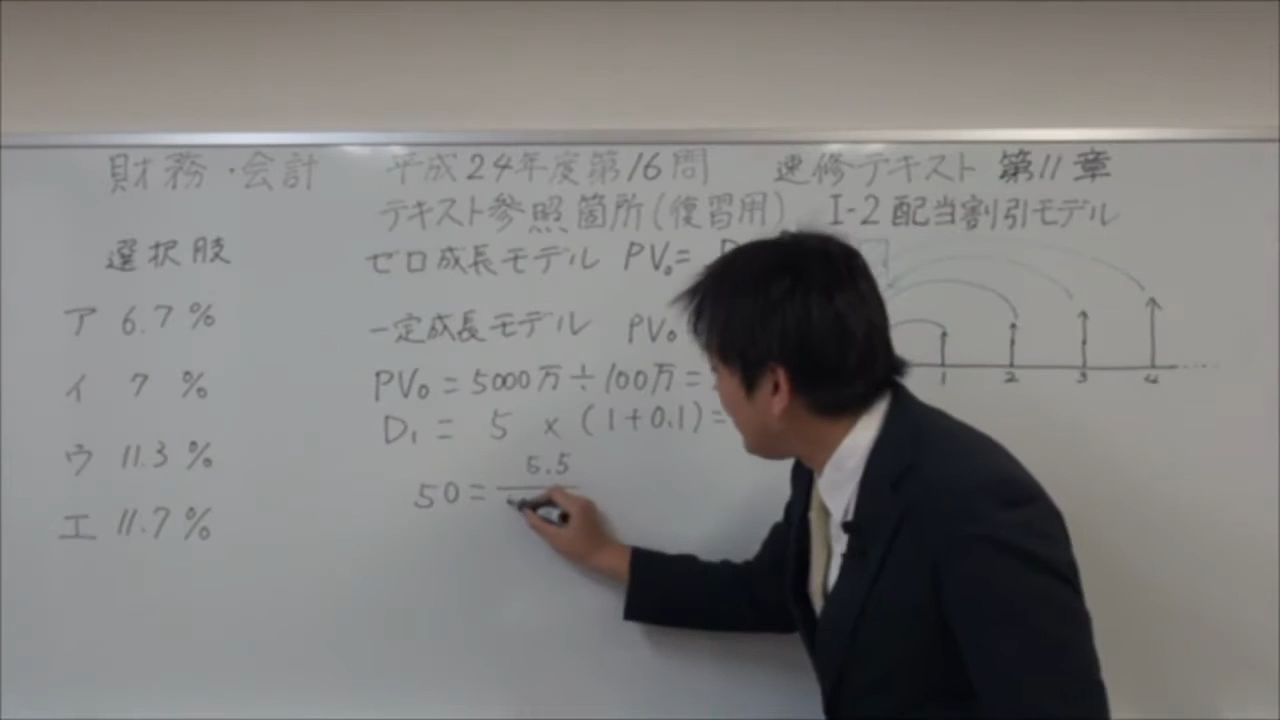 財務・会計 平成24年度第16問 速修テキスト 第11章
テキスト参照箇所(復習用) I-2 配当割引モデル
選択肢
ア 6.7%
イ 7 %
ウ 11.3 %
エ 11.7%
ゼロ成長モデル PV₀=
一定成長モデル PV₀
PV₀ = 5000万÷100万=
D₁ = 5 × (1+0.1)=
5.5
50=
1 2 3 4